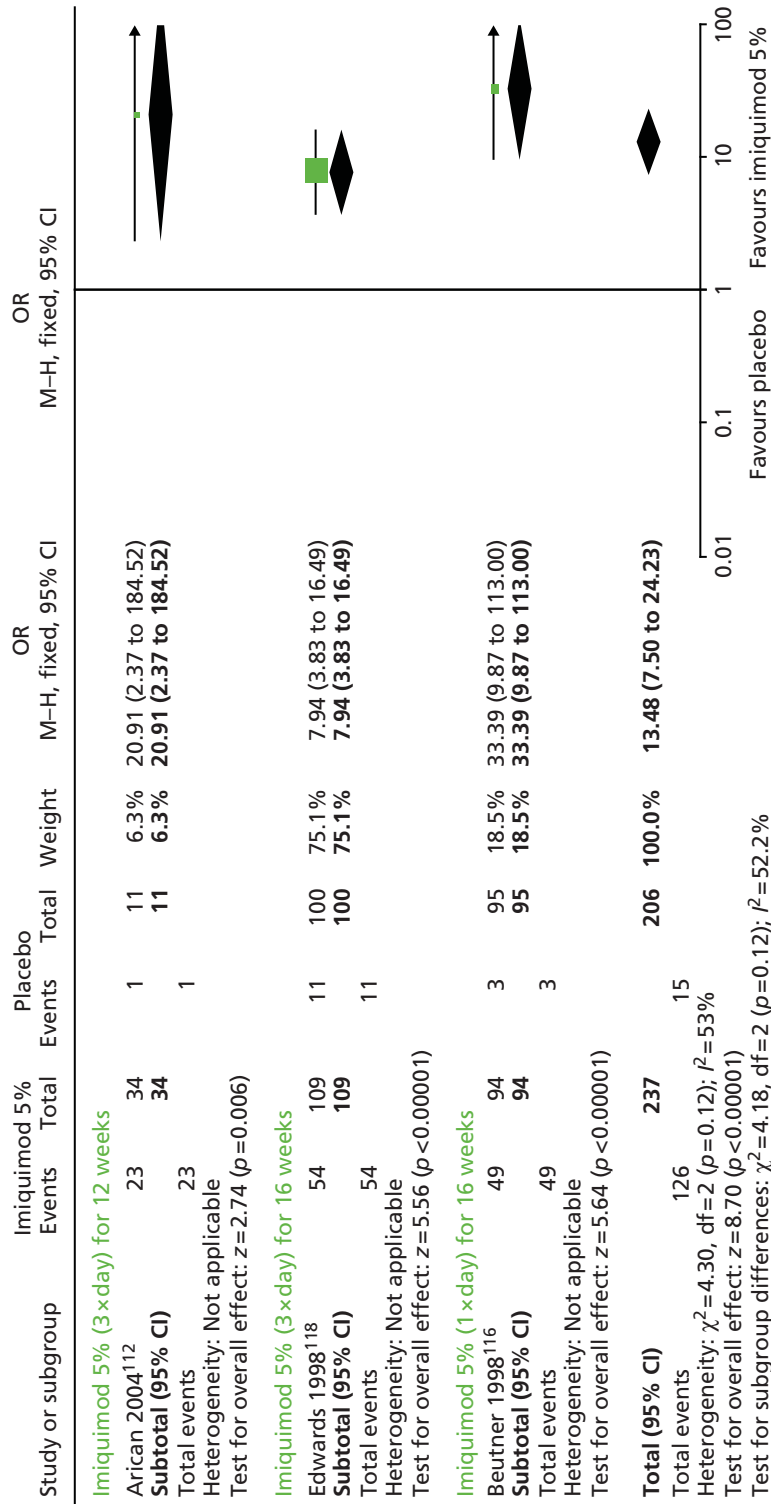 Imiquimod 5% Placebo OR OR
Study or subgroup Events Total Events Total Weight M–H, fixed, 95% CI M–H, fixed, 95% CI
Imiquimod 5% (3×day) for 12 weeks
Arican 2004112 23 34 1 11 6.3% 20.91 (2.37 to 184.52)
Subtotal (95% CI) 34 11 6.3% 20.91 (2.37 to 184.52)
Total events 23 1
Heterogeneity: Not applicable
Test for overall effect: z=2.74 (p=0.006)
Imiquimod 5% (3×day) for 16 weeks
Edwards 1998118 54 109 11 100 75.1% 7.94 (3.83 to 16.49)
Subtotal (95% CI) 109 100 75.1% 7.94 (3.83 to 16.49)
Total events 54 11
Heterogeneity: Not applicable
Test for overall effect: z=5.56 (p<0.00001)
Imiquimod 5% (1×day) for 16 weeks
Beutner 1998116 49 94 3 95 18.5% 33.39 (9.87 to 113.00)
Subtotal (95% CI) 94 95 18.5% 33.39 (9.87 to 113.00)
Total events 49 3
Heterogeneity: Not applicable
Test for overall effect: z=5.64 (p<0.00001)
Total (95% CI) 237 206 100.0% 13.48 (7.50 to 24.23)
Total events 126 15
Heterogeneity: χ2=4.30, df=2 (p=0.12); I2=53%
Test for overall effect: z=8.70 (p<0.00001)
Test for subgroup differences: χ2=4.18, df=2 (p=0.12); I2=52.2%
0.01 0.1 1 10 100
Favours placebo Favours imiquimod 5%